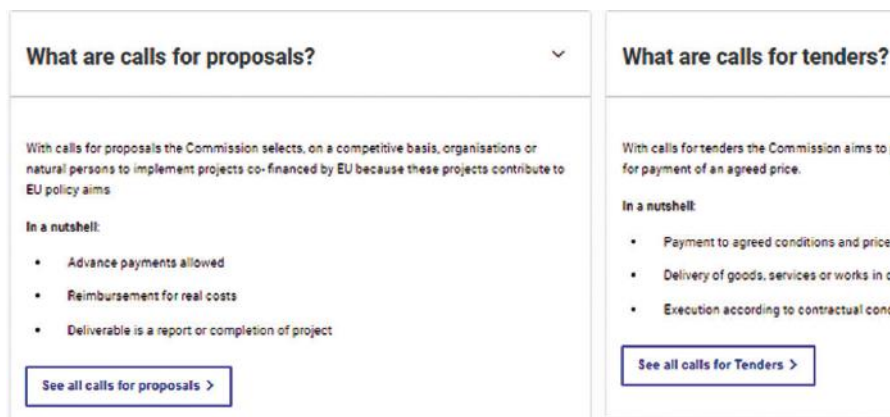 What are calls for proposals?
With calls for proposals the Commission selects, on a competitive basis, organisations or
natural persons to implement projects co-financed by EU because these projects contribute to
EU policy aims
In a nutshell:
• Advance payments allowed
• Reimbursement for real costs
• Deliverable is a report or completion of project
See all calls for proposals >
What are calls for tenders?
With calls for tenders the Commission aims to
for payment of an agreed price.
In a nutshell:
• Payment to agreed conditions and price
• Delivery of goods, services or works in
• Execution according to contractual
See all calls for Tenders >